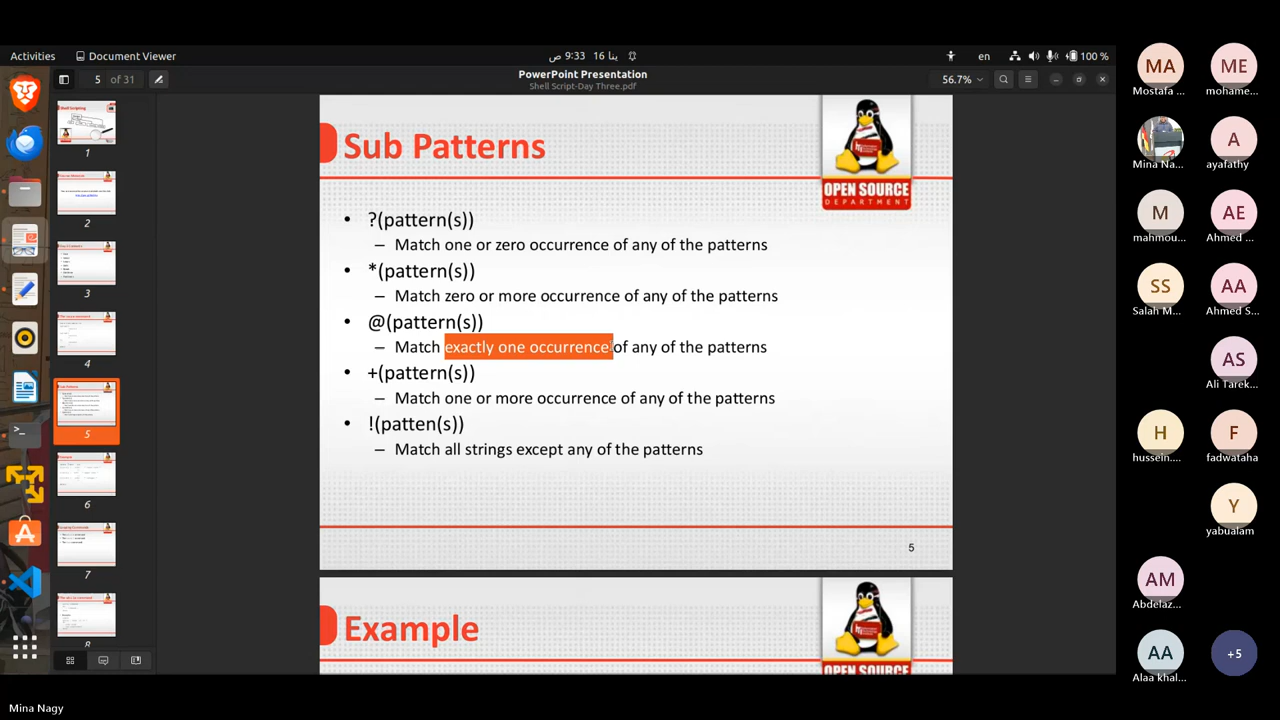 Activities
Document Viewer
ينا 16  9:33 ص
en
100 %
5 of 31
PowerPoint Presentation
Shell Script-Day Three.pdf
56.7%
1
2
3
4
5
6
7
8
Sub Patterns
OPEN SOURCE
DEPARTMENT
• ?(pattern(s))
– Match one or zero occurrence of any of the patterns
• *(pattern(s))
– Match zero or more occurrence of any of the patterns
• @(patern(s))
– Match exactly one occurrence of any of the patterns
• +(pattern(s))
– Match one or more occurrence of any of the patterns
• !(patten(s))
– Match all strings except any of the patterns
5
Example
OPEN SOURCE
MA
Mostafa ...
ME
mohame...
Mina Na...
A
ayafathy
M
mahmou...
AE
Ahmed ...
SS
Salah M...
AA
Ahmed S...
AS
Ali Tarek...
H
hussein....
F
fadwataha
Y
yabualam
AM
Abdelaz...
AA
Alaa khal...
+5
Mina Nagy